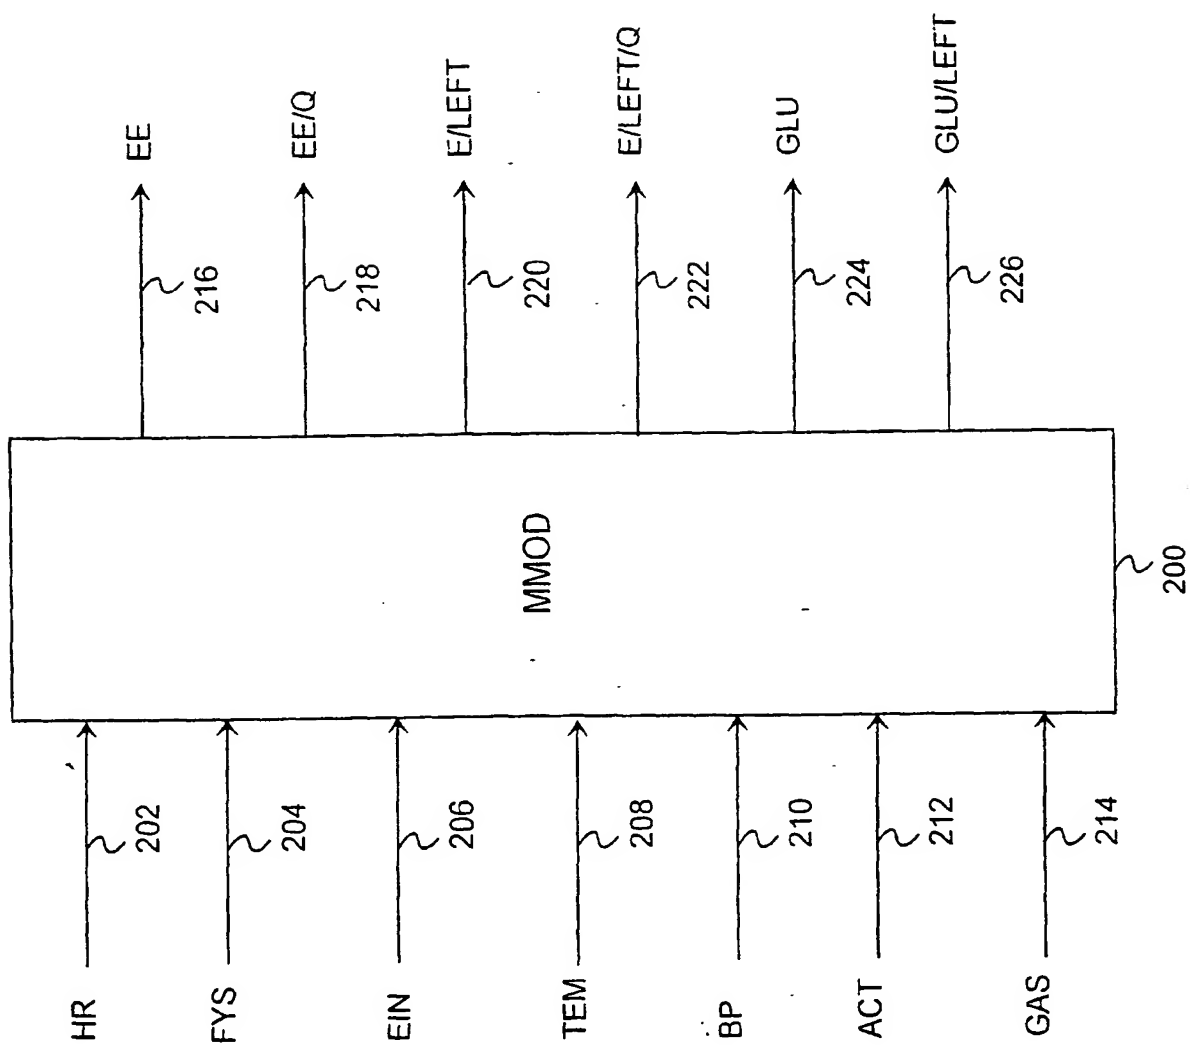 HR
202
FYS
204
EIN
206
TEM
208
BP
210
ACT
212
GAS
214
MMOD
200
EE
216
EE/Q
218
E/LEFT
220
E/LEFT/Q
222
GLU
224
GLU/LEFT
226